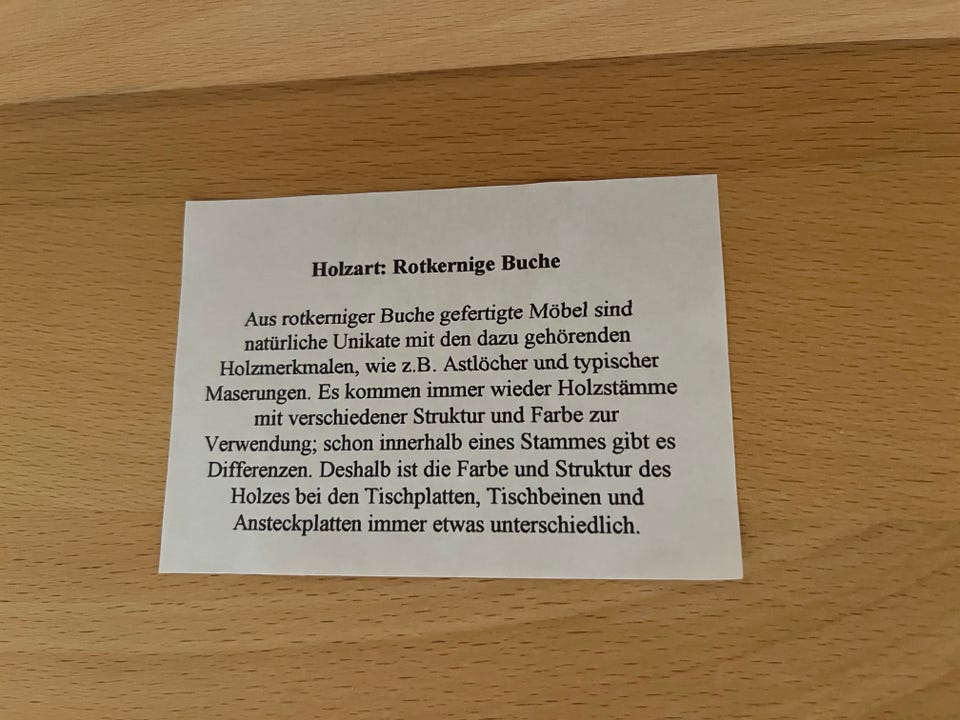 Holzart: Rotkernige Buche
Aus rotkerniger Buche gefertigte Möbel sind
natürliche Unikate mit den dazu gehörenden
Holzmerkmalen, wie z.B. Astlöcher und typischer
Maserungen. Es kommen immer wieder Holzstämme
mit verschiedener Struktur und Farbe zur
Verwendung; schon innerhalb eines Stammes gibt es
Differenzen. Deshalb ist die Farbe und Struktur des
Holzes bei den Tischplatten, Tischbeinen und
Ansteckplatten immer etwas unterschiedlich.